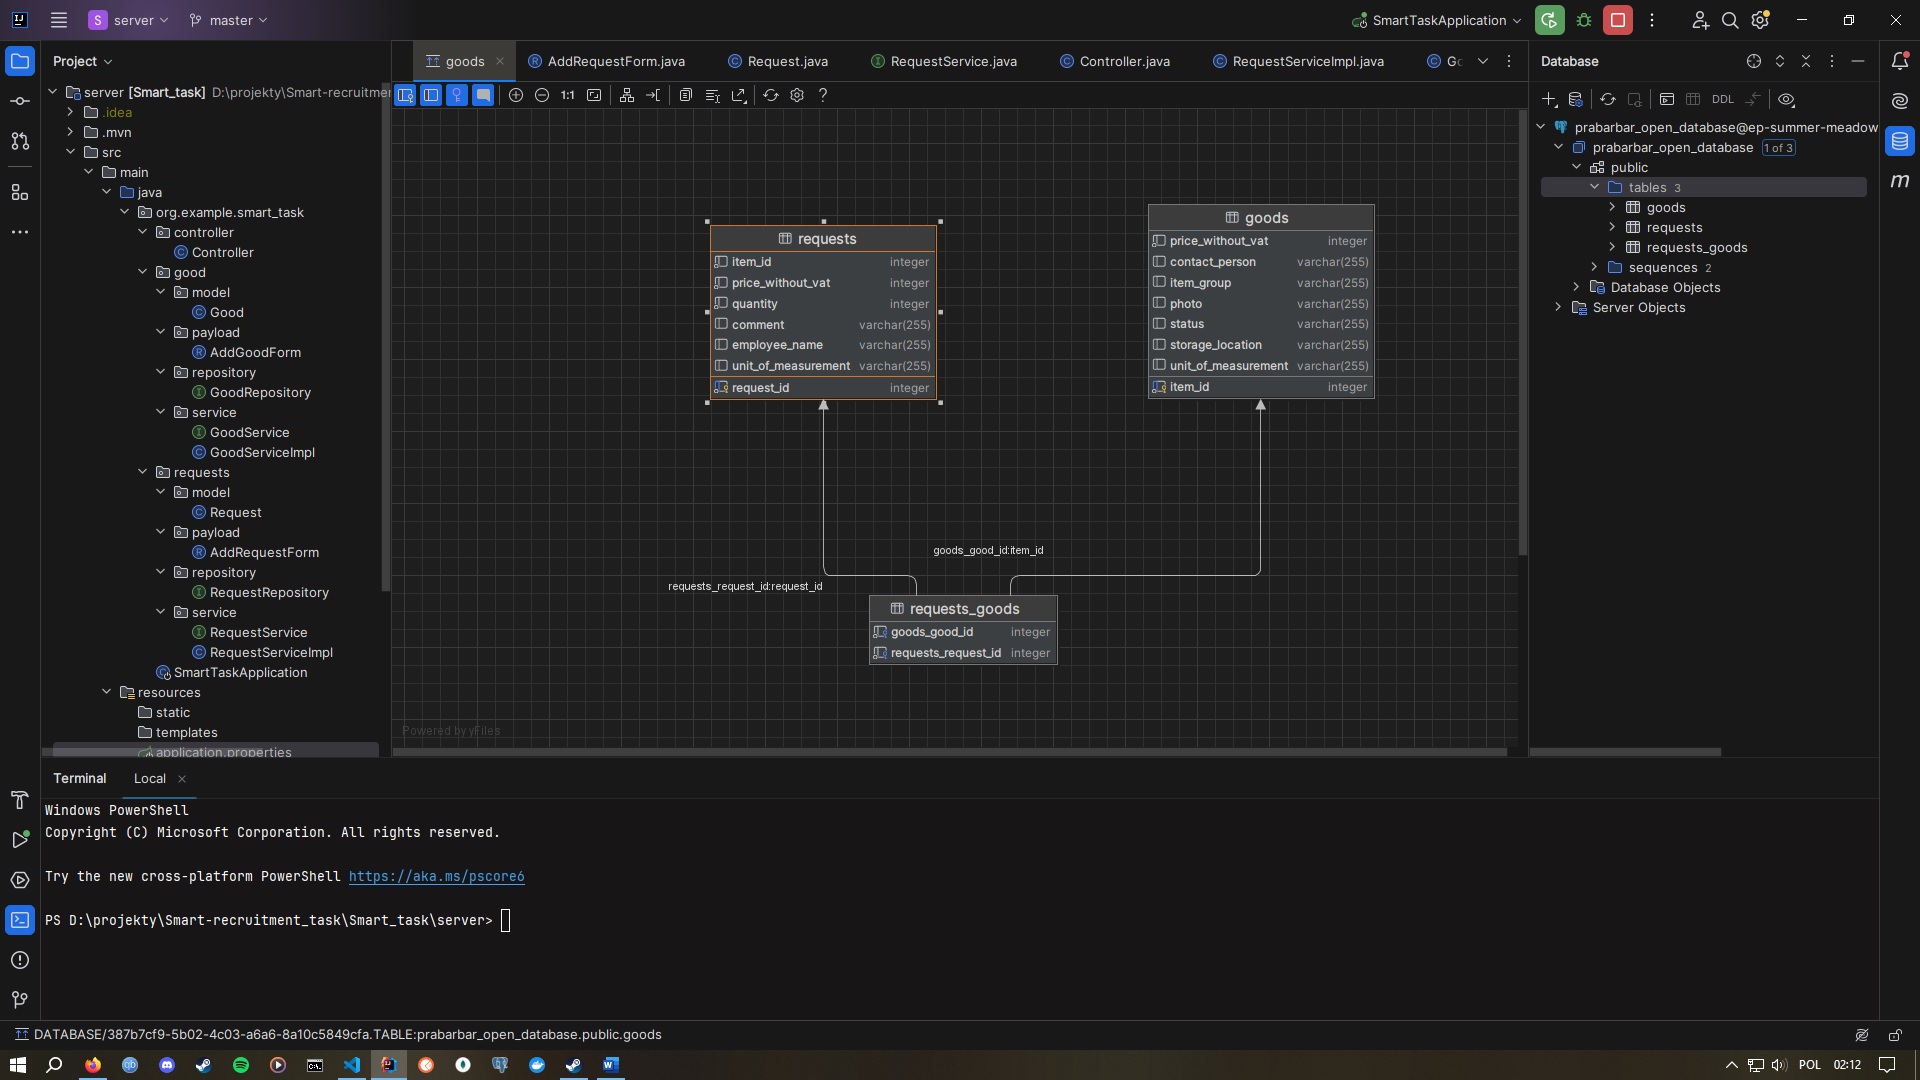 S server master
SmartTaskApplication
Project
goods
AddRequestForm.java
Request.java
RequestService.java
Controller.java
RequestServiceImpl.java
Database
1:1
?
DDL
server [Smart_task] D:\projekty\Smart-recruitmer
.idea
.mvn
src
main
java
org.example.smart_task
controller
Controller
good
model
Good
payload
AddGoodForm
repository
GoodRepository
service
GoodService
GoodServiceImpl
requests
model
Request
payload
AddRequestForm
repository
RequestRepository
service
RequestService
RequestServiceImpl
SmartTaskApplication
resources
static
templates
application.properties
requests
item_id integer
price_without_vat integer
quantity integer
comment varchar(255)
employee_name varchar(255)
unit_of_measurement varchar(255)
request_id integer
goods
price_without_vat integer
contact_person varchar(255)
item_group varchar(255)
photo varchar(255)
status varchar(255)
storage_location varchar(255)
unit_of_measurement varchar(255)
item_id integer
goods_good_id:item_id
requests_request_id:request_id
requests_goods
goods_good_id integer
requests_request_id integer
Powered by yFiles
prabarbar_open_database@ep-summer-meadow
prabarbar_open_database 1 of 3
public
tables 3
goods
requests
requests_goods
sequences 2
Database Objects
Server Objects
m
Terminal Local
Windows PowerShell
Copyright (C) Microsoft Corporation. All rights reserved.
Try the new cross-platform PowerShell https://aka.ms/pscore6
PS D:\projekty\Smart-recruitment_task\Smart_task\server>
DATABASE/387b7cf9-5b02-4c03-a6a6-8a10c5849cfa.TABLE:prabarbar_open_database.public.goods
POL 02:12